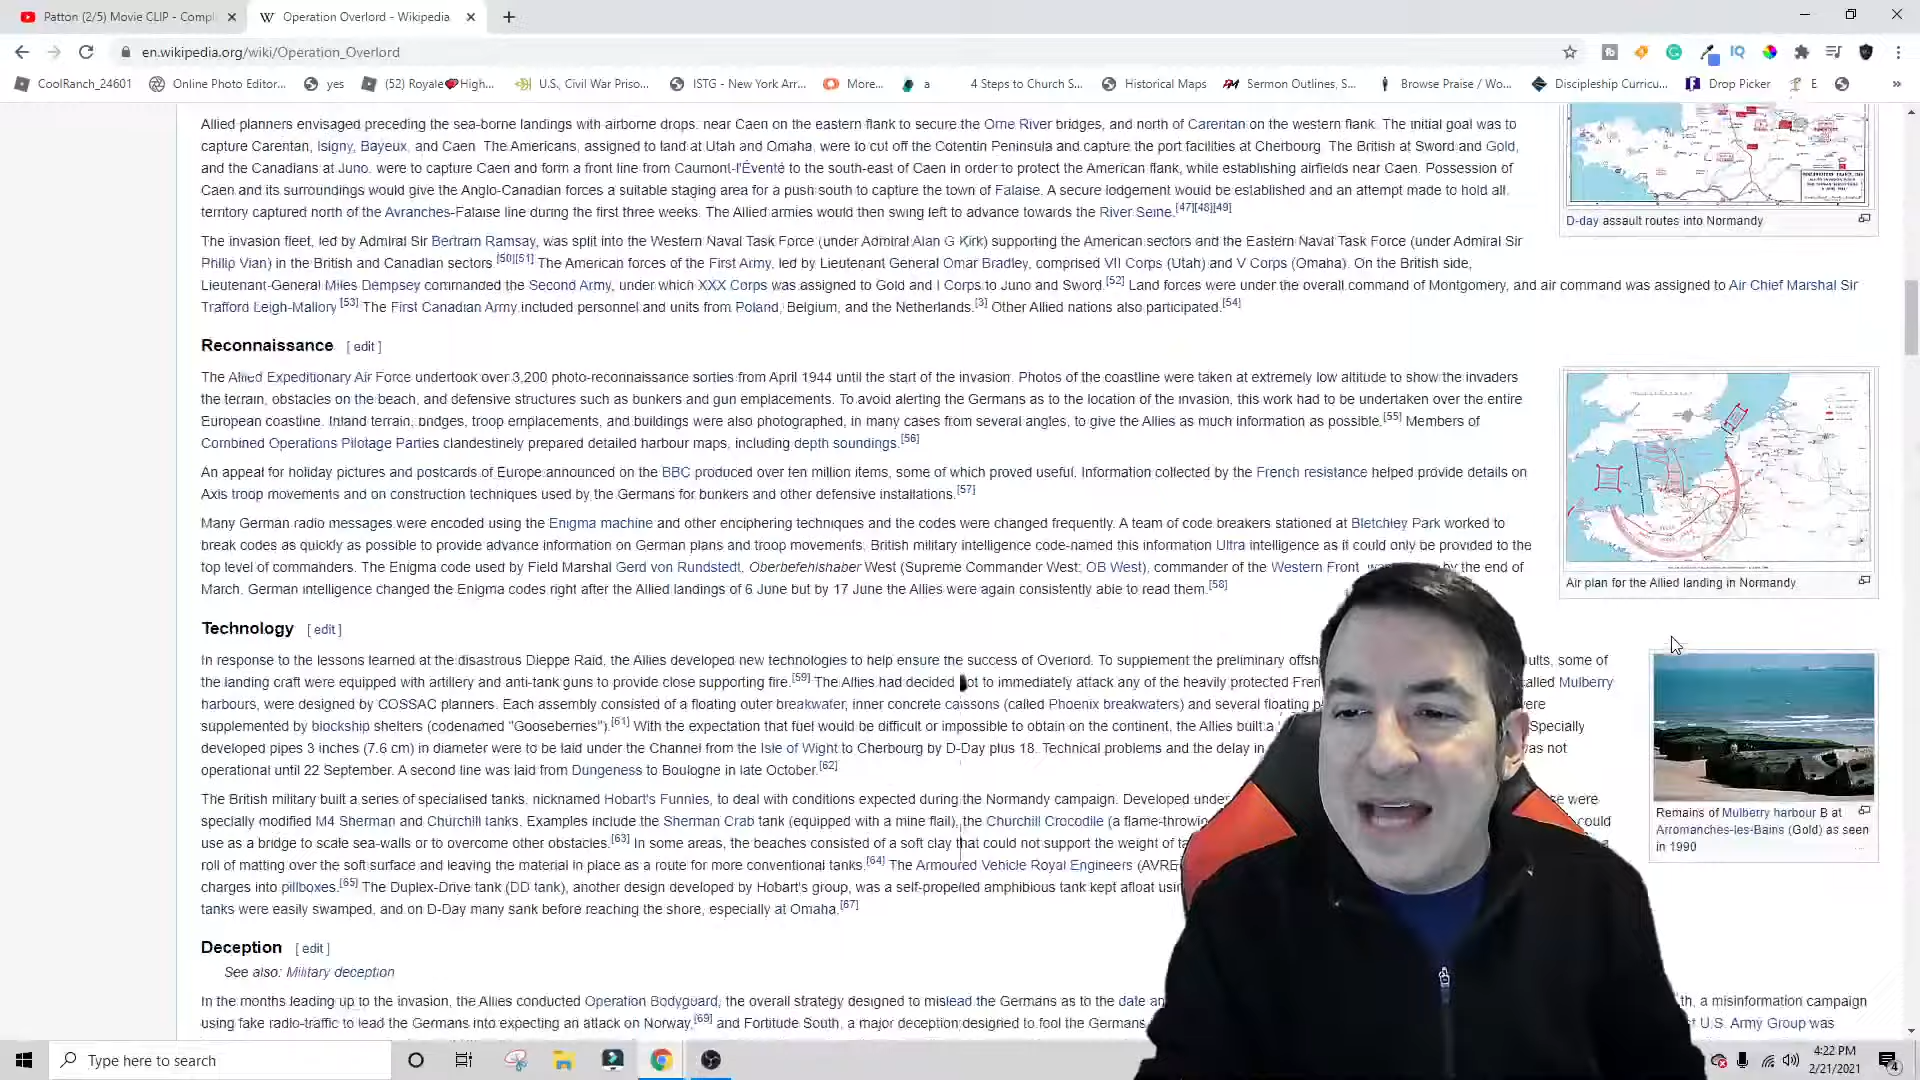 Patton (2/5) Movie CLIP - Compl
Operation Overlord - Wikipedia
en.wikipedia.org/wiki/Operation_Overlord
CoolRanch_24601 Online Photo Editor... yes (52) Royale❤High... U.S., Civil War Priso... ISTG - New York Arr... More... a 4 Steps to Church S... Historical Maps Sermon Outlines, S... Browse Praise / Wo... Discipleship Curricu... Drop Picker E »
Allied planners envisaged preceding the sea-borne landings with airborne drops: near Caen on the eastern flank to secure the Orne River bridges, and north of Carentan on the western flank. The initial goal was to
capture Carentan, Isigny, Bayeux, and Caen. The Americans, assigned to land at Utah and Omaha, were to cut off the Cotentin Peninsula and capture the port facilities at Cherbourg. The British at Sword and Gold,
and the Canadians at Juno, were to capture Caen and form a front line from Caumont-l'Éventé to the south-east of Caen in order to protect the American flank, while establishing airfields near Caen. Possession of
Caen and its surroundings would give the Anglo-Canadian forces a suitable staging area for a push south to capture the town of Falaise. A secure lodgement would be established and an attempt made to hold all
territory captured north of the Avranches-Falaise line during the first three weeks. The Allied armies would then swing left to advance towards the River Seine.[47][48][49]
D-day assault routes into Normandy
The invasion fleet, led by Admiral Sir Bertram Ramsay, was split into the Western Naval Task Force (under Admiral Alan G Kirk) supporting the American sectors and the Eastern Naval Task Force (under Admiral Sir
Philip Vian) in the British and Canadian sectors.[50][51] The American forces of the First Army, led by Lieutenant General Omar Bradley, comprised VII Corps (Utah) and V Corps (Omaha). On the British side,
Lieutenant-General Miles Dempsey commanded the Second Army, under which XXX Corps was assigned to Gold and I Corps to Juno and Sword.[52] Land forces were under the overall command of Montgomery, and air command was assigned to Air Chief Marshal Sir
Trafford Leigh-Mallory.[53] The First Canadian Army included personnel and units from Poland, Belgium, and the Netherlands.[3] Other Allied nations also participated.[54]
Reconnaissance [ edit ]
The Allied Expeditionary Air Force undertook over 3,200 photo-reconnaissance sorties from April 1944 until the start of the invasion. Photos of the coastline were taken at extremely low altitude to show the invaders
the terrain, obstacles on the beach, and defensive structures such as bunkers and gun emplacements. To avoid alerting the Germans as to the location of the invasion, this work had to be undertaken over the entire
European coastline. Inland terrain, bridges, troop emplacements, and buildings were also photographed, in many cases from several angles, to give the Allies as much information as possible.[55] Members of
Combined Operations Pilotage Parties clandestinely prepared detailed harbour maps, including depth soundings.[56]
An appeal for holiday pictures and postcards of Europe announced on the BBC produced over ten million items, some of which proved useful. Information collected by the French resistance helped provide details on
Axis troop movements and on construction techniques used by the Germans for bunkers and other defensive installations.[57]
Many German radio messages were encoded using the Enigma machine and other enciphering techniques and the codes were changed frequently. A team of code breakers stationed at Bletchley Park worked to
break codes as quickly as possible to provide advance information on German plans and troop movements. British military intelligence code-named this information Ultra intelligence as it could only be provided to the
top level of commanders. The Enigma code used by Field Marshal Gerd von Rundstedt, Oberbefehlshaber West (Supreme Commander West; OB West), commander of the Western Front, by the end of
March. German intelligence changed the Enigma codes right after the Allied landings of 6 June but by 17 June the Allies were again consistently able to read them.[58]
Air plan for the Allied landing in Normandy
Technology [ edit ]
In response to the lessons learned at the disastrous Dieppe Raid, the Allies developed new technologies to help ensure the success of Overlord. To supplement the preliminary offsh ults, some of
the landing craft were equipped with artillery and anti-tank guns to provide close supporting fire.[59] The Allies had decided not to immediately attack any of the heavily protected Fren called Mulberry
harbours, were designed by COSSAC planners. Each assembly consisted of a floating outer breakwater, inner concrete caissons (called Phoenix breakwaters) and several floating p were
supplemented by blockship shelters (codenamed "Gooseberries").[61] With the expectation that fuel would be difficult or impossible to obtain on the continent, the Allies built a Specially
developed pipes 3 inches (7.6 cm) in diameter were to be laid under the Channel from the Isle of Wight to Cherbourg by D-Day plus 18. Technical problems and the delay in was not
operational until 22 September. A second line was laid from Dungeness to Boulogne in late October.[62]
The British military built a series of specialised tanks, nicknamed Hobart's Funnies, to deal with conditions expected during the Normandy campaign. Developed unde se were
specially modified M4 Sherman and Churchill tanks. Examples include the Sherman Crab tank (equipped with a mine flail), the Churchill Crocodile (a flame-throwi could
use as a bridge to scale sea-walls or to overcome other obstacles.[63] In some areas, the beaches consisted of a soft clay that could not support the weight of ta
roll of matting over the soft surface and leaving the material in place as a route for more conventional tanks.[64] The Armoured Vehicle Royal Engineers (AVRE
charges into pillboxes.[65] The Duplex-Drive tank (DD tank), another design developed by Hobart's group, was a self-propelled amphibious tank kept afloat usin
tanks were easily swamped, and on D-Day many sank before reaching the shore, especially at Omaha.[67]
Remains of Mulberry harbour B at
Arromanches-les-Bains (Gold) as seen
in 1990
Deception [ edit ]
See also: Military deception
In the months leading up to the invasion, the Allies conducted Operation Bodyguard, the overall strategy designed to mislead the Germans as to the date an th, a misinformation campaign
using fake radio-traffic to lead the Germans into expecting an attack on Norway,[69] and Fortitude South, a major deception designed to fool the Germans t U.S. Army Group was
Type here to search
4:22 PM
2/21/2021
4